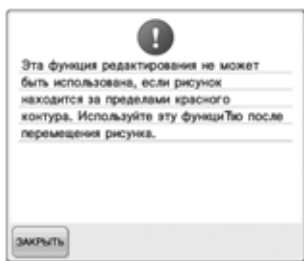 Эта функция редактирования не может
быть использована, если рисунок
находится за пределами красного
контура. Используйте эту функциТю после
перемещения рисунка.
ЗАКРЫТЬ